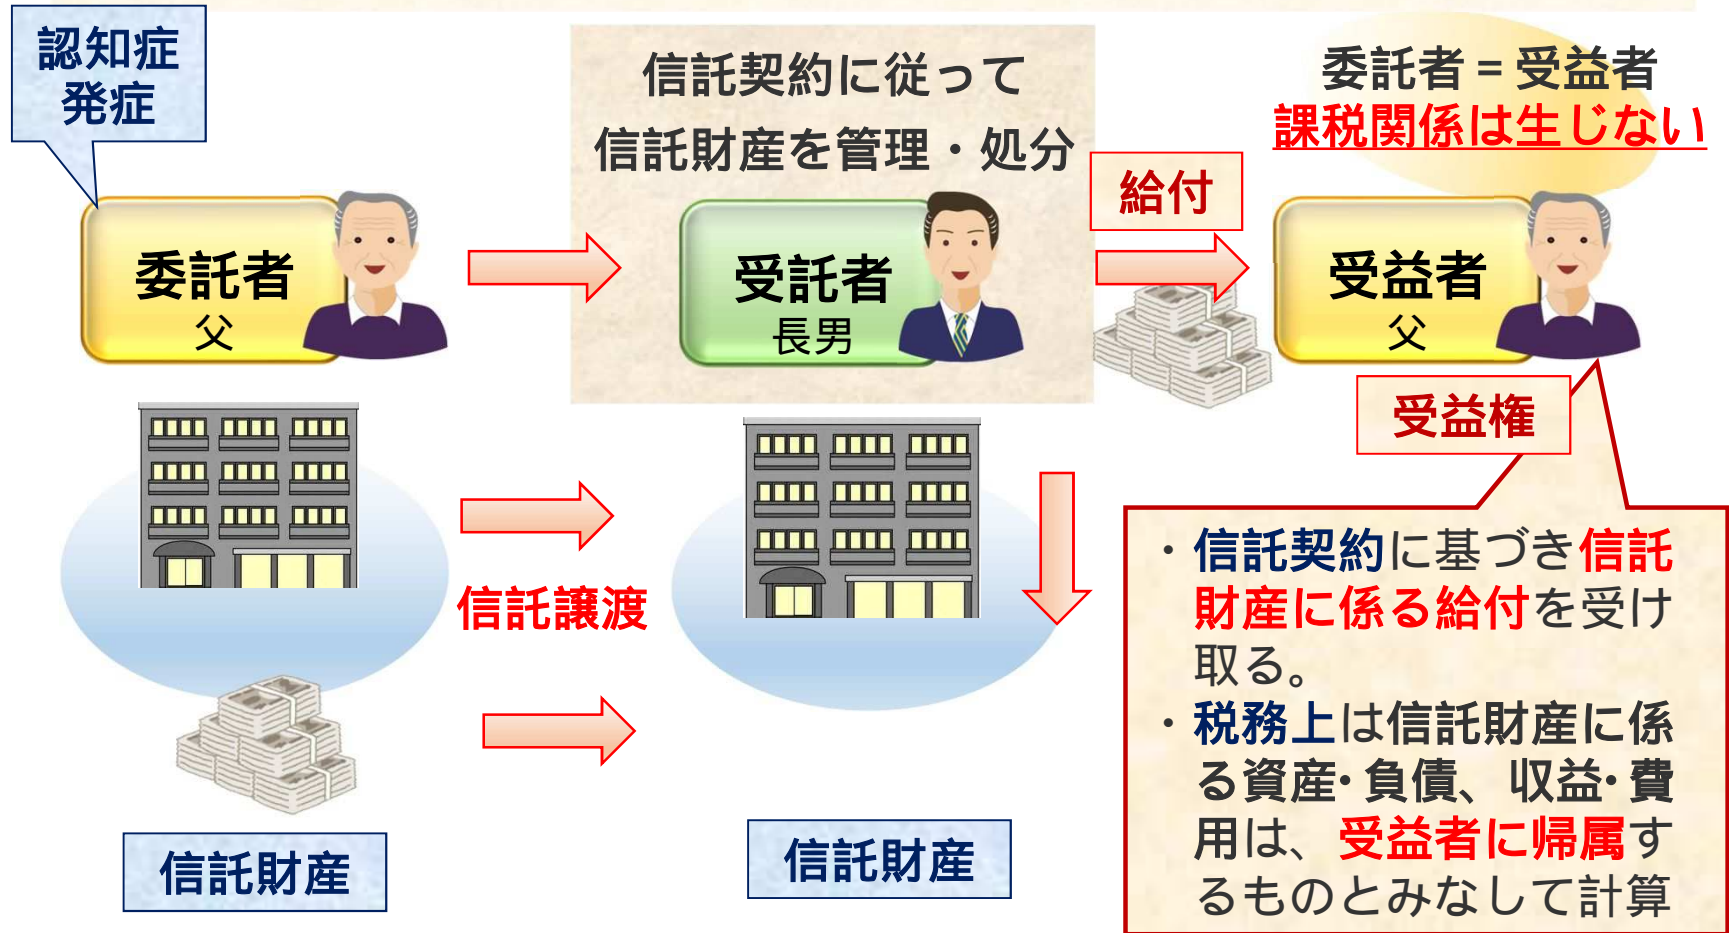 認知症
発症
信託契約に従って
信託財産を管理・処分
委託者=受益者
課税関係は生じない
給付
委託者
父
受託者
長男
受益者
父
受益権
信託譲渡
・信託契約に基づき信託
財産に係る給付を受け
取る。
・税務上は信託財産に係
る資産・負債、収益・費
用は、受益者に帰属す
るものとみなして計算
信託財産
信託財産